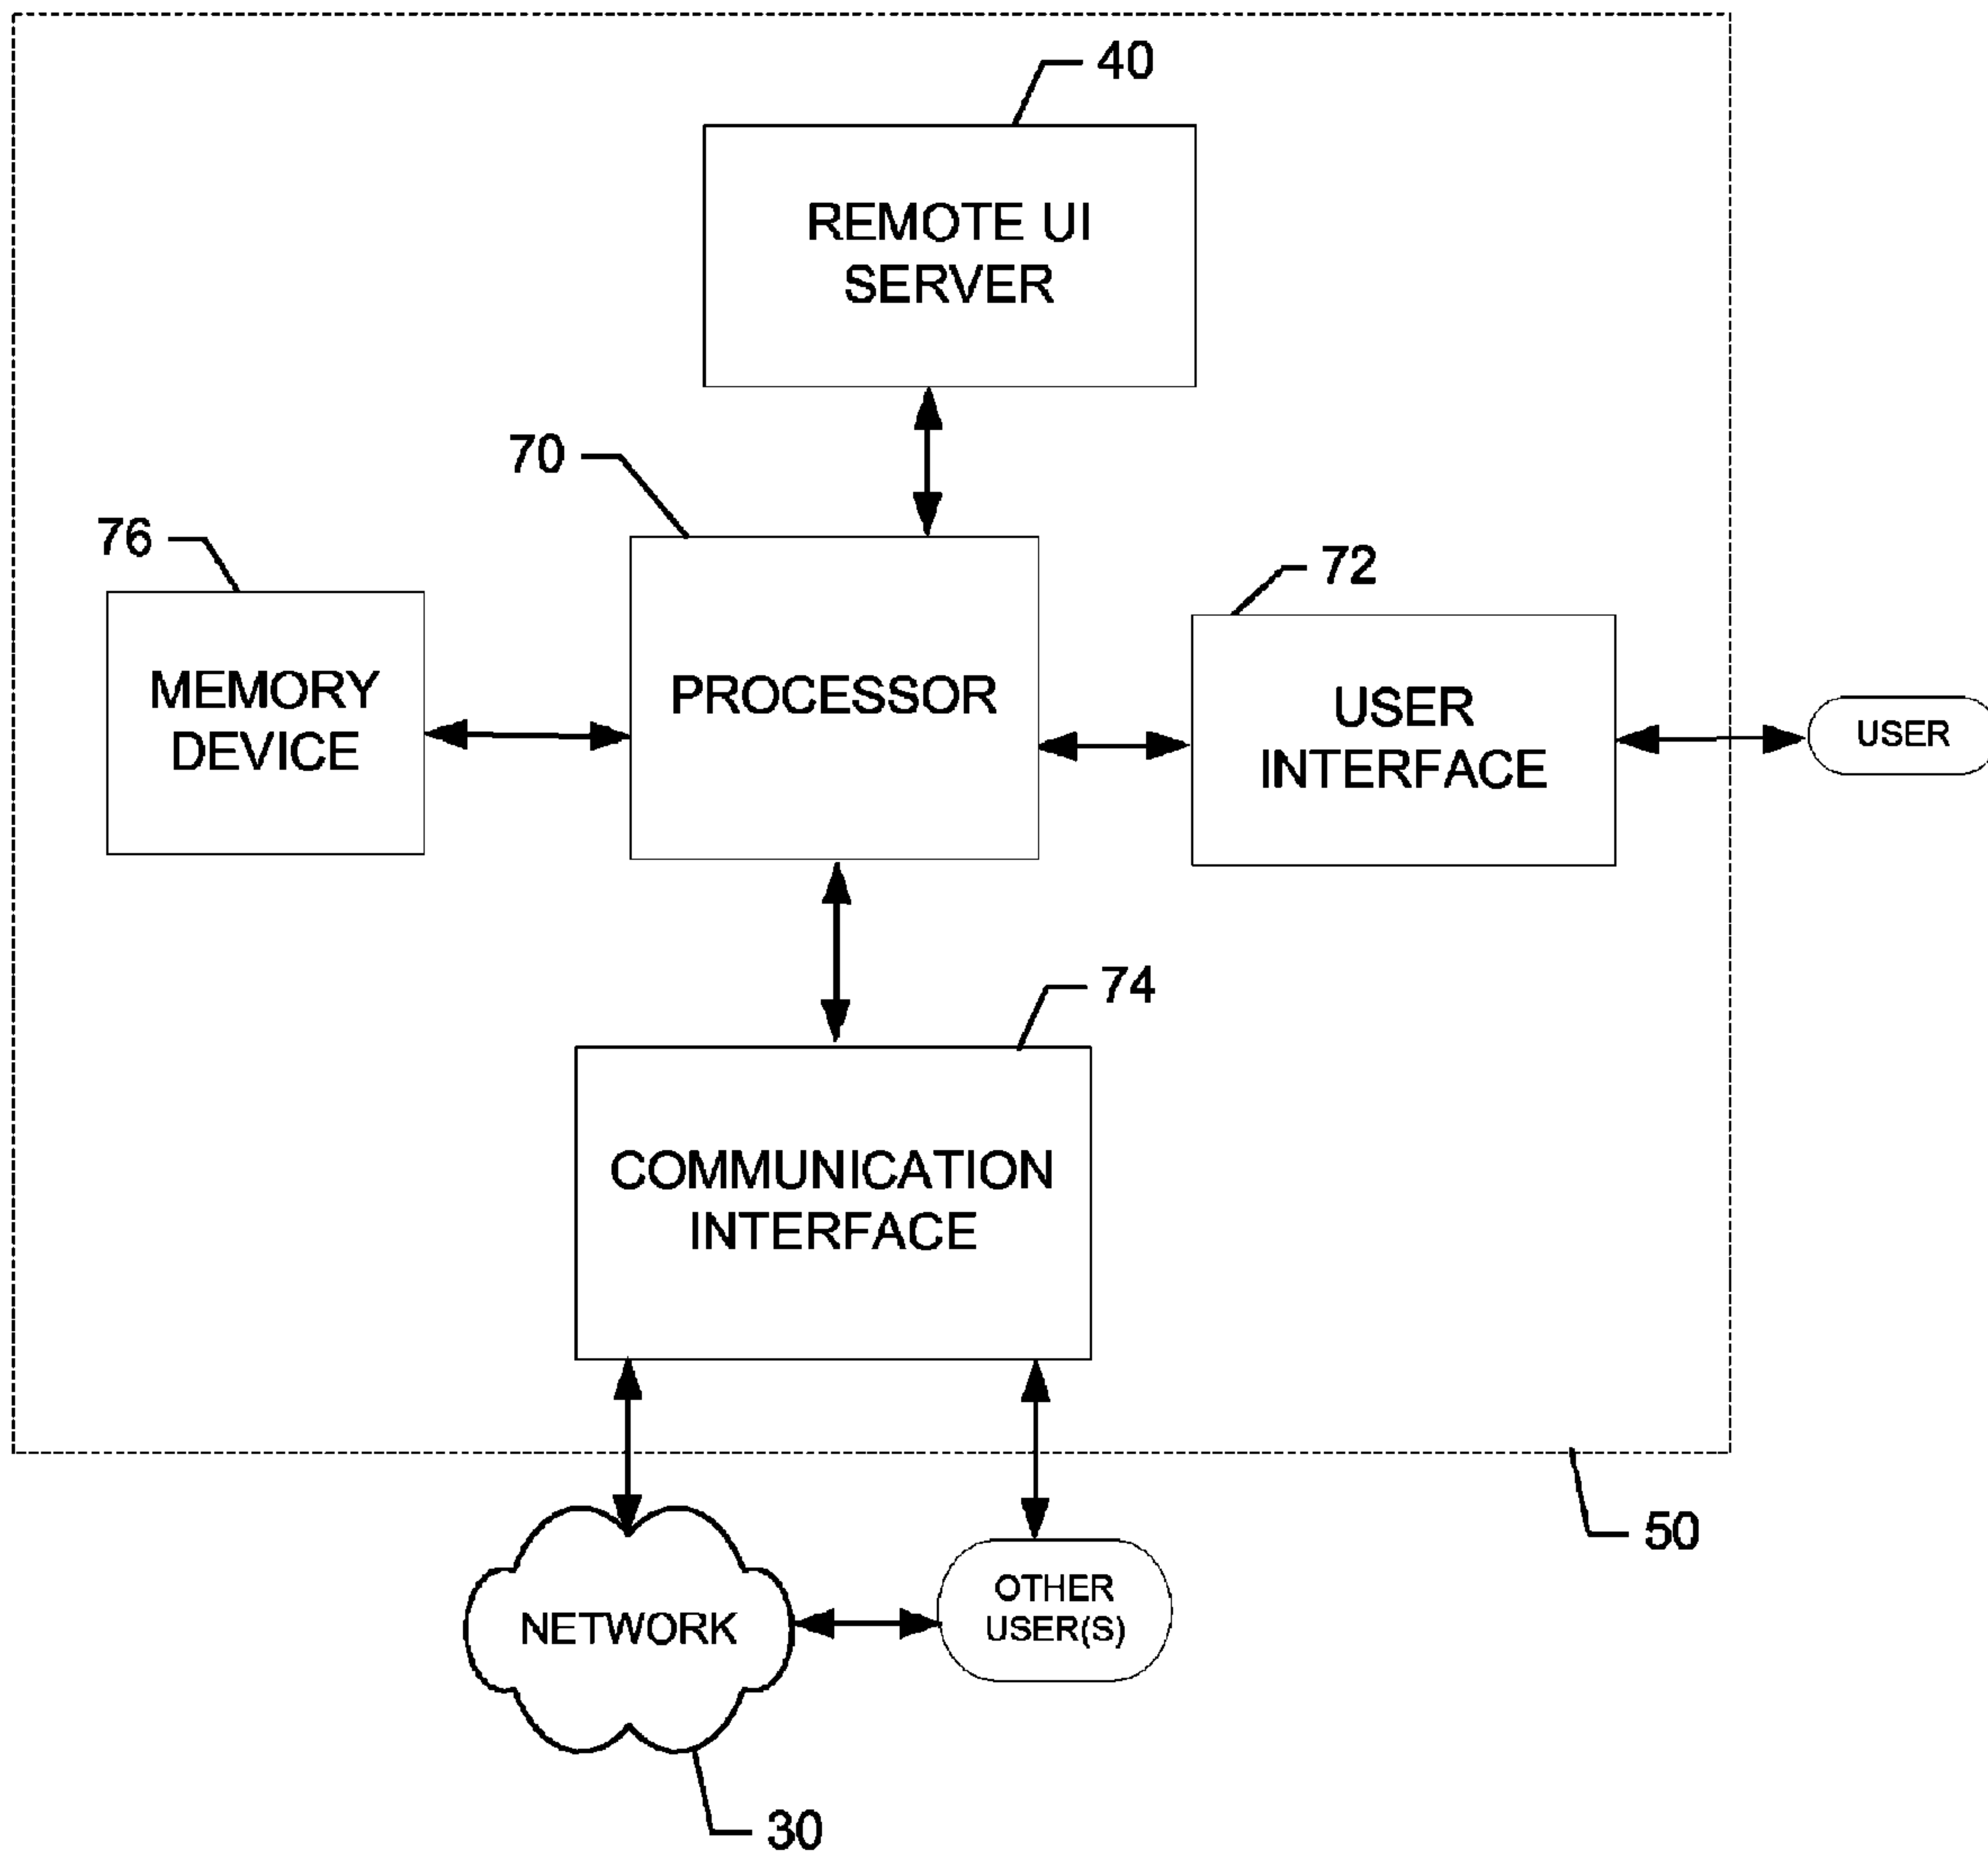 40
REMOTE UI
SERVER
70
76
72
MEMORY
DEVICE
PROCESSOR
USER
INTERFACE
USER
74
COMMUNICATION
INTERFACE
50
NETWORK
OTHER
USER(S)
30